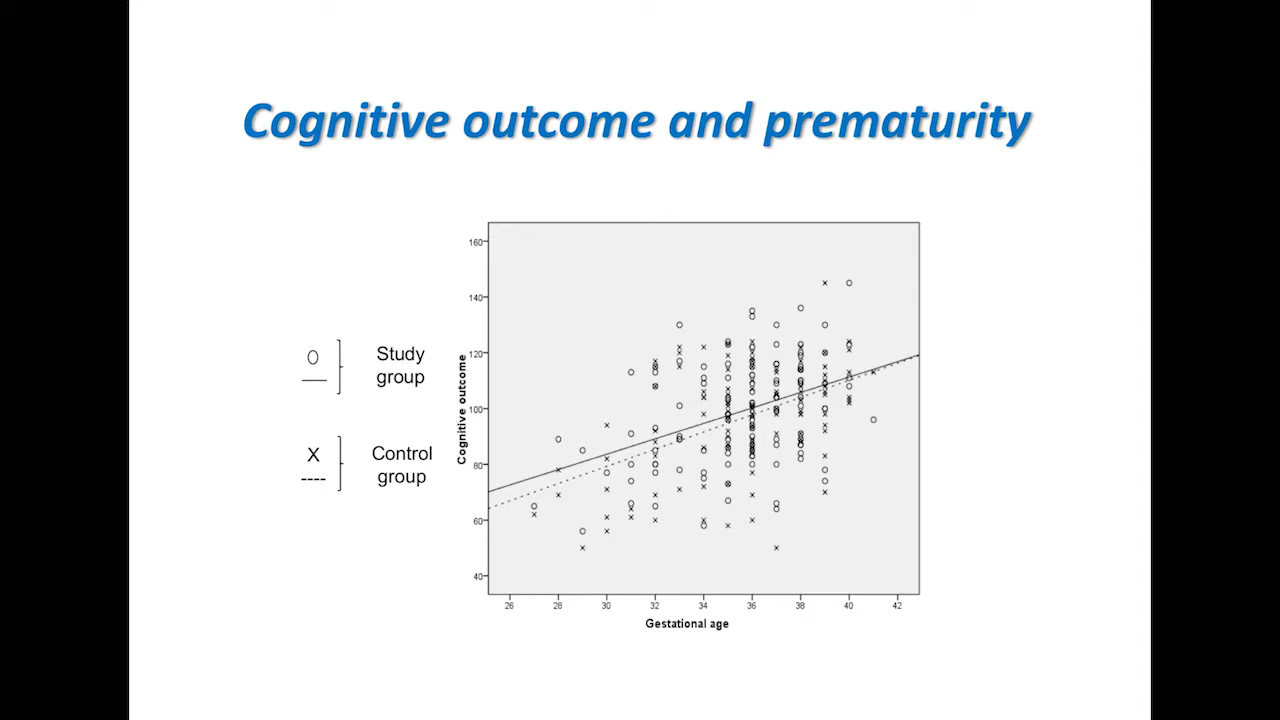 Cognitive outcome and prematurity
O
Study
group
X
Control
group
----
Cognitive outcome
160
140
120
100
80
60
40
26 28 30 32 34 36 38 40 42
Gestational age